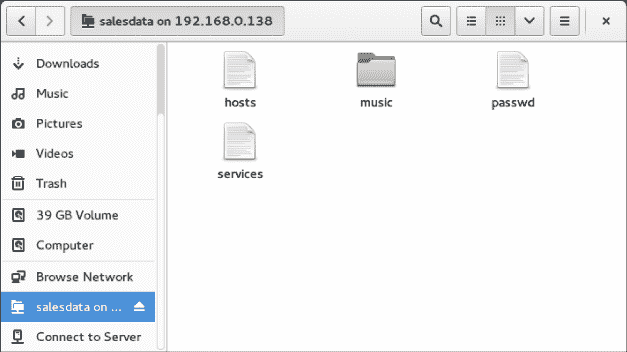 salesdata on 192.168.0.138
Downloads
Music
Pictures
Videos
Trash
39 GB Volume
Computer
Browse Network
salesdata on ...
Connect to Server
hosts
music
passwd
services